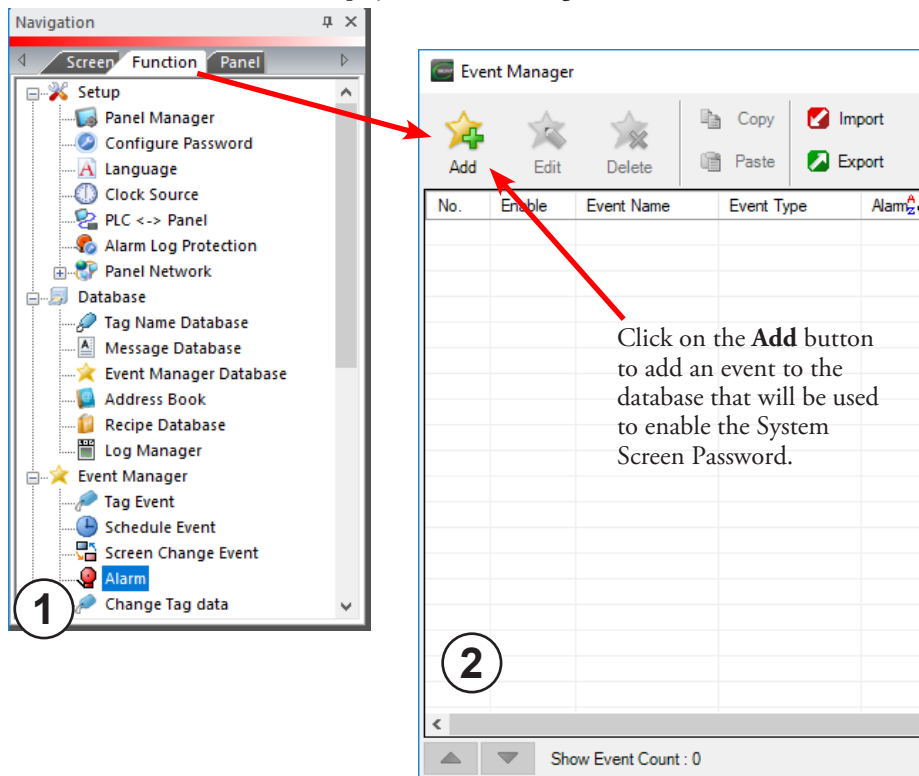 Navigation
Screen Function Panel
Setup
Panel Manager
Configure Password
Language
Clock Source
PLC <-> Panel
Alarm Log Protection
Panel Network
Database
Tag Name Database
Message Database
Event Manager Database
Address Book
Recipe Database
Log Manager
Event Manager
Tag Event
Schedule Event
Screen Change Event
Alarm
Change Tag data
1
Event Manager
Add Edit Delete Copy Paste Import Export
No. Enable Event Name Event Type Alarm
Click on the Add button
to add an event to the
database that will be used
to enable the System
Screen Password.
2
Show Event Count : 0